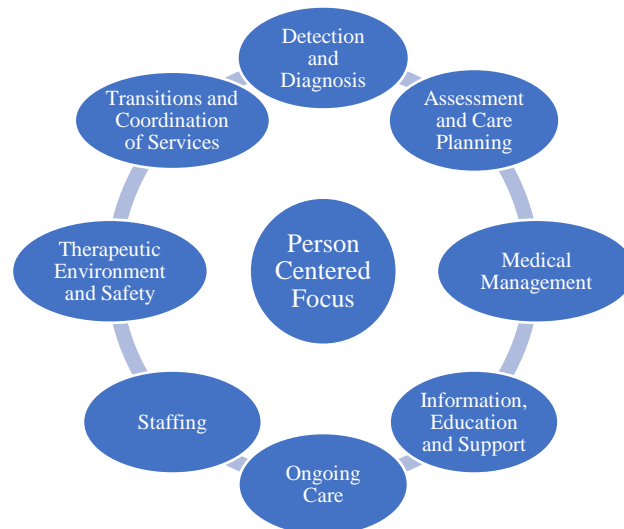 Detection
and
Diagnosis
Assessment
and Care
Planning
Medical
Management
Information,
Education
and Support
Ongoing
Care
Staffing
Therapeutic
Environment
and Safety
Transitions and
Coordination
of Services
Person
Centered
Focus